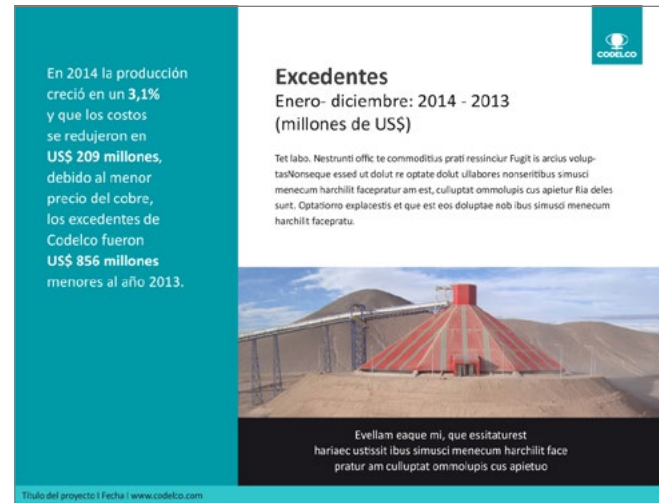 En 2014 la producción
creció en un 3,1%
y que los costos
se redujeron en
US$ 209 millones,
debido al menor
precio del cobre,
los excedentes de
Codelco fueron
US$ 856 millones
menores al año 2013.
CODELCO
Excedentes
Enero- diciembre: 2014 - 2013
(millones de US$)
Tet labo. Nestrunti offic te commoditius prati ressinciur Fugit is arcius volup-
tasNonseque essed ut dolut re optate dolut ullabores nonseritibus simusci
menecum harchilit facepratur am est, culluptat ommolupis cus apietur Ria deles
sunt. Optatiorro explacestis et que est eos doluptae nob ibus simusci menecum
harchilit facepratu.
Evellam eaque mi, que essitaturest
hariaec ustissit ibus simusci menecum harchilit face
pratur am culluptat ommolupis cus apietuo
Título del proyecto I Fecha I www.codelco.com